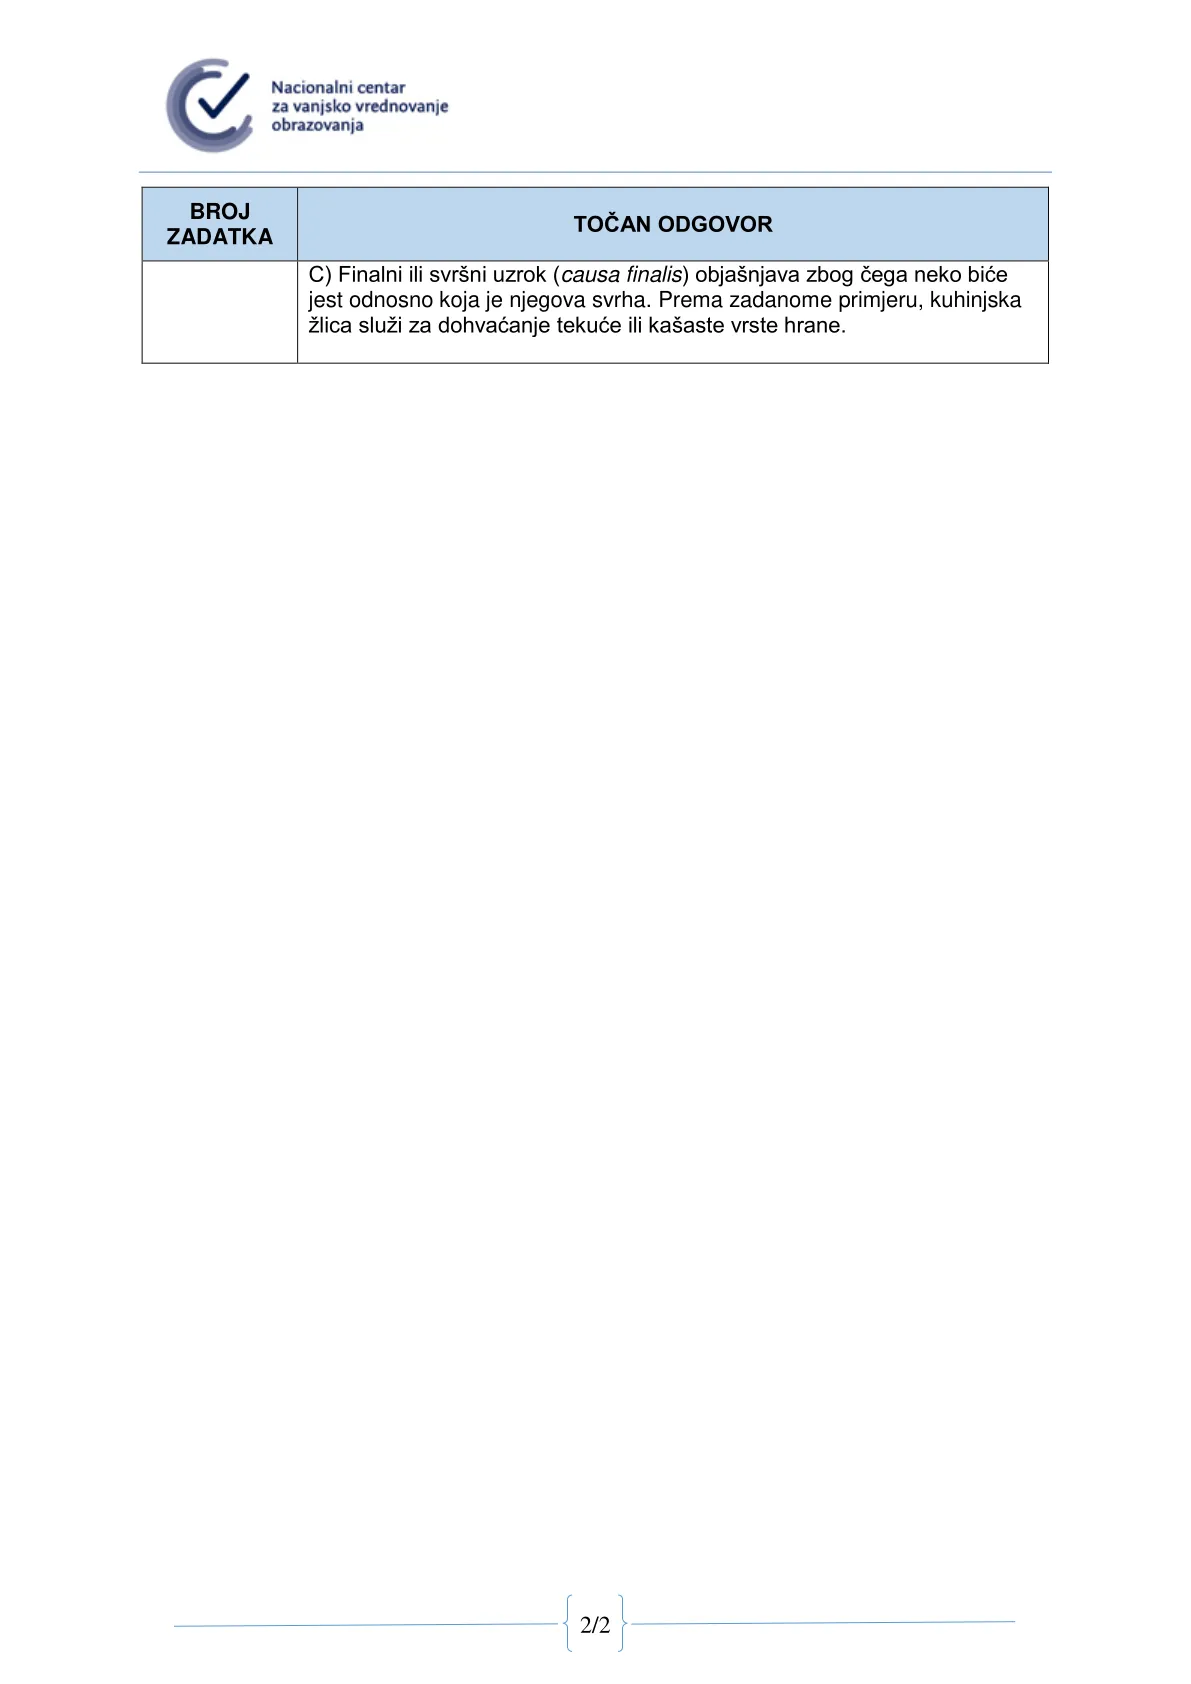 Nacionalni centar
za vanjsko vrednovanje
obrazovanja
BROJ
ZADATKA
TOČAN ODGOVOR
C) Finalni ili svršni uzrok (causa finalis) objašnjava zbog čega neko biće
jest odnosno koja je njegova svrha. Prema zadanome primjeru, kuhinjska
žlica služi za dohvaćanje tekuće ili kašaste vrste hrane.
2/2